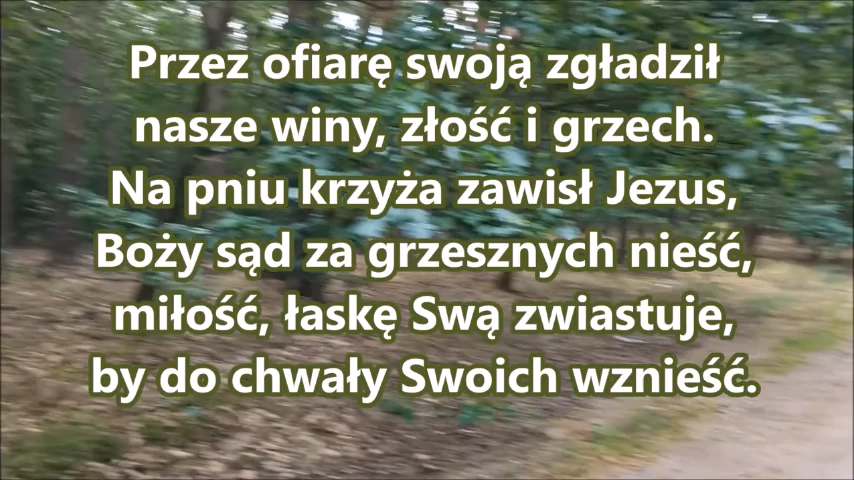 Przez ofiarę swoją zgładził
nasze winy, złość i grzech.
Na pniu krzyża zawisł Jezus,
Boży sąd za grzesznych nieść,
miłość, łaskę Swą zwiastuje,
by do chwały Swoich wznieść.